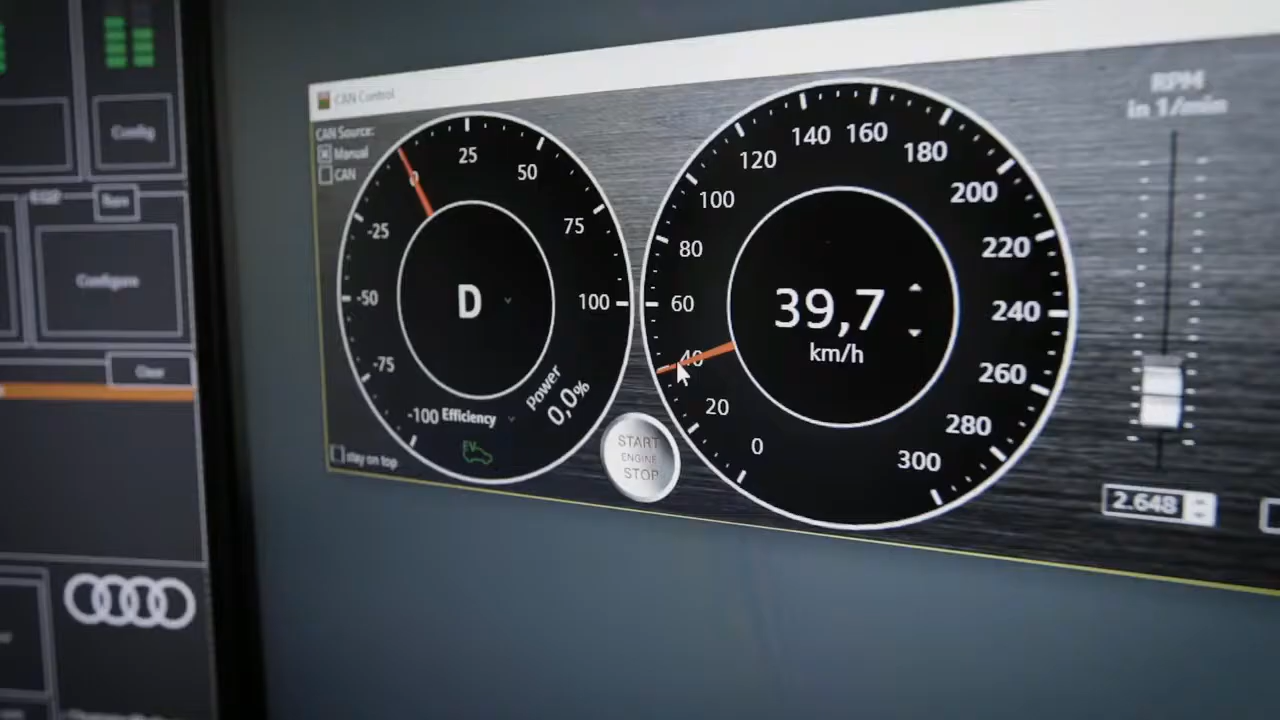 Config
Configure
Clear
CAN Control
CAN Source:
Manual
CAN
-100
-75
-50
-25
0
25
50
75
100
D
Efficiency
Power
0,0%
EV
stay on top
START
ENGINE
STOP
0
20
40
60
80
100
120
140
160
180
200
220
240
260
280
300
39,7
km/h
RPM
in 1/min
2.648